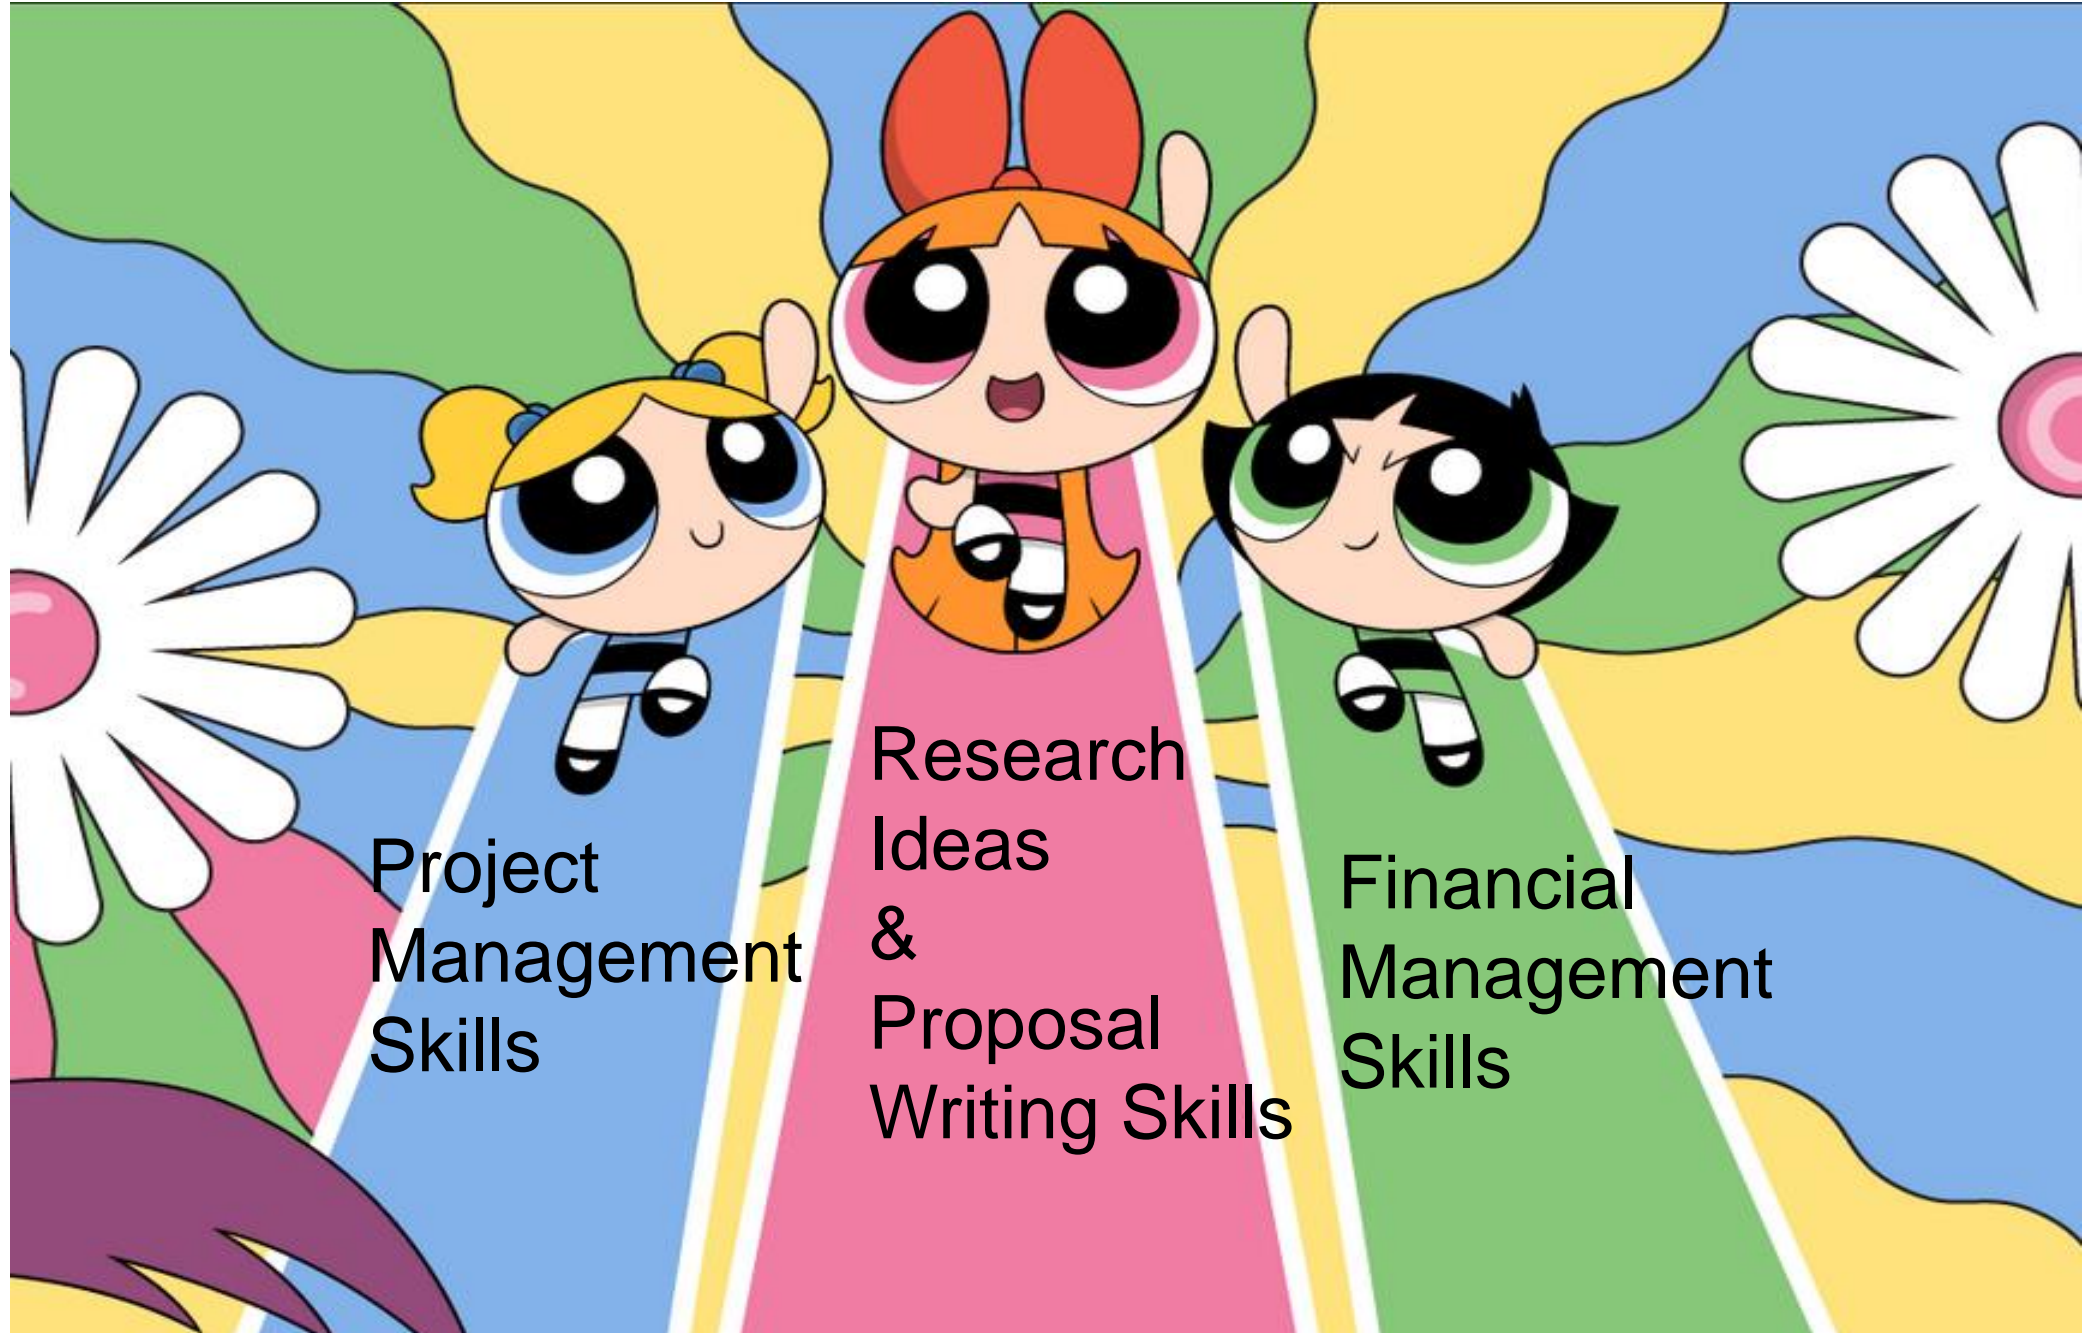 Project
Management
Skills
Research
Ideas
&
Proposal
Writing Skills
Financial
Management
Skills